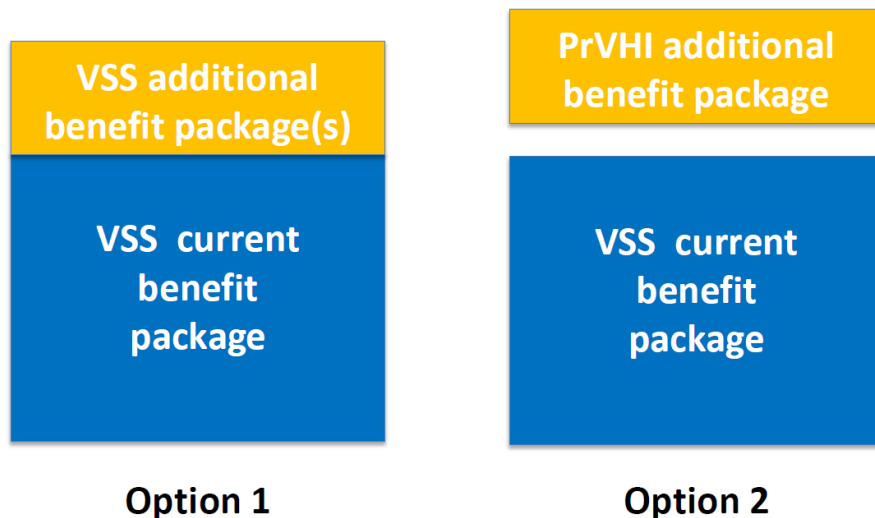 VSS additional
benefit package(s)
VSS current
benefit
package
Option 1
PrVHI additional
benefit package
VSS current
benefit
package
Option 2